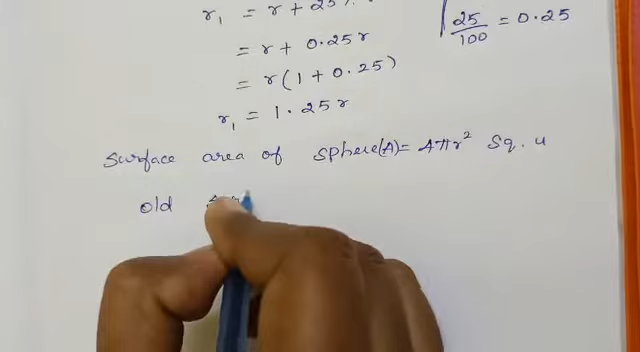 r₁ = r + 25%
25/100 = 0.25
= r + 0.25r
= r(1 + 0.25)
r₁ = 1.25r
Surface area of sphere(A) = 4πr² Sq. u
old